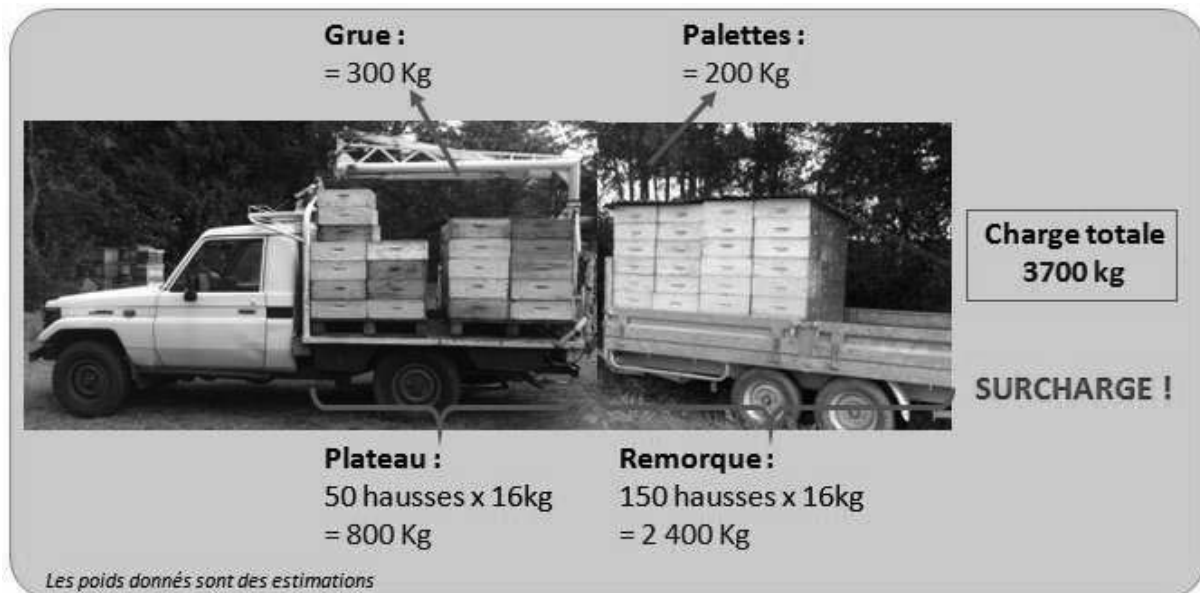 Grue :
= 300 Kg
Palettes :
= 200 Kg
Charge totale
3700 kg
SURCHARGE !
Plateau :
50 hausses x 16kg
= 800 Kg
Remorque :
150 hausses x 16kg
= 2 400 Kg
Les poids donnés sont des estimations